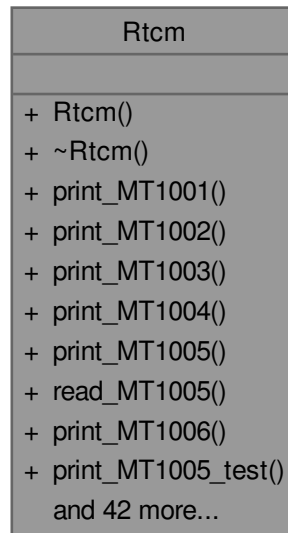 Rtcm
+ Rtcm()
+ ~Rtcm()
+ print_MT1001()
+ print_MT1002()
+ print_MT1003()
+ print_MT1004()
+ print_MT1005()
+ read_MT1005()
+ print_MT1006()
+ print_MT1005_test()
and 42 more...